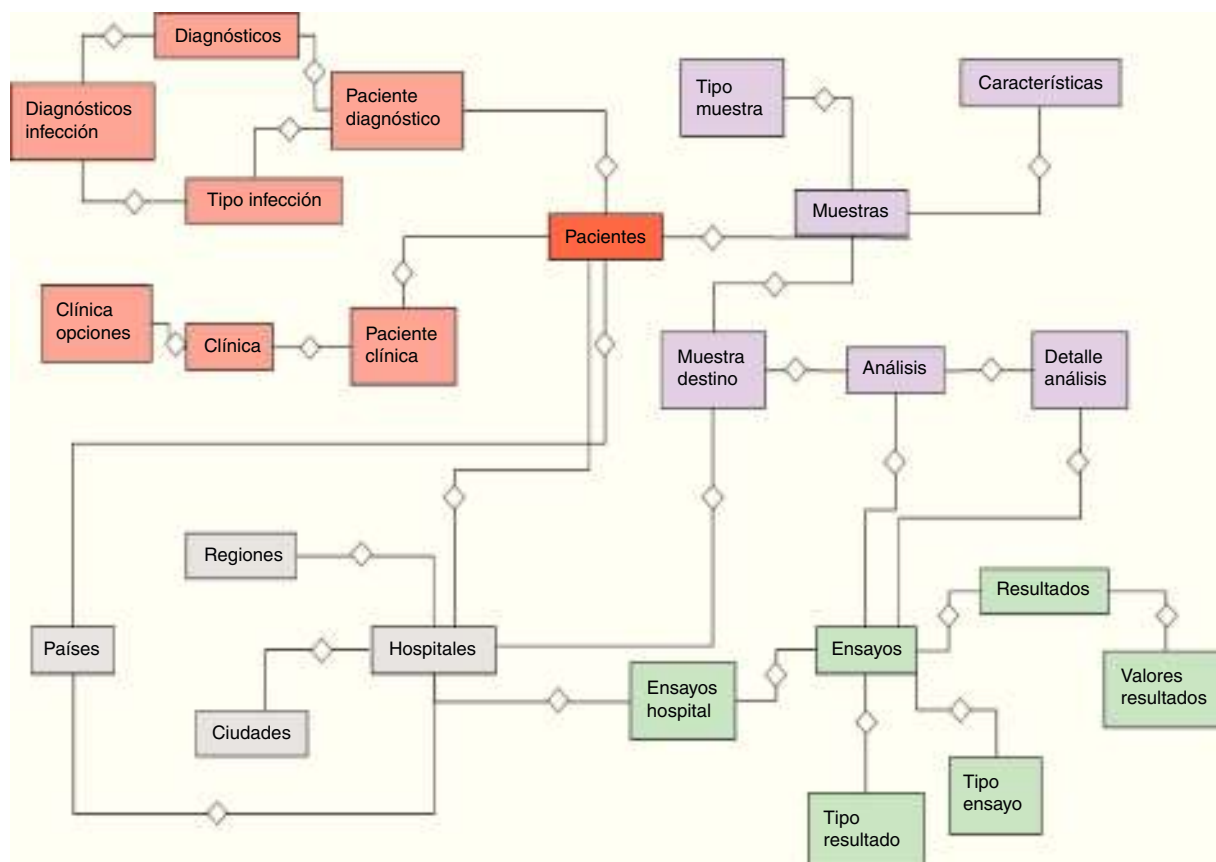 Diagnósticos
Tipo
muestra
Características
Paciente
diagnóstico
Diagnósticos
infección
Tipo infección
Muestras
Pacientes
Clínica
opciones
Clínica
Paciente
clínica
Muestra
destino
Análisis
Detalle
análisis
Regiones
Resultados
Países
Hospitales
Ensayos
Ensayos
hospital
Valores
resultados
Ciudades
Tipo
ensayo
Tipo
resultado